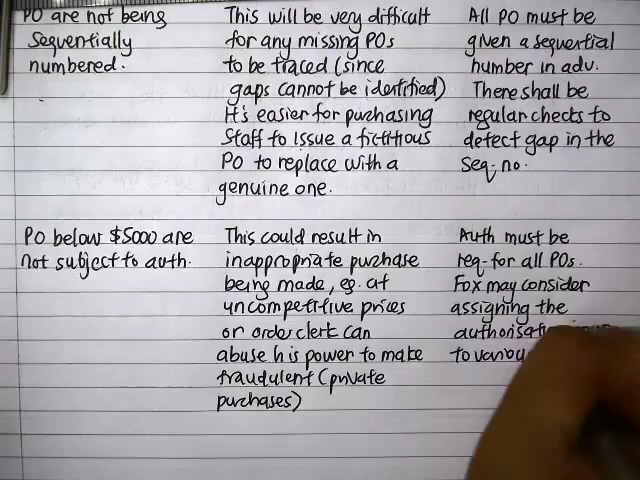 PO are not being
Sequentially
numbered.
This will be very difficult
for any missing POs
to be traced (since
gaps cannot be identified)
It's easier for purchasing
Staff to issue a fictitious
PO to replace with a
genuine one.
All PO must be
given a sequential
number in adv.
There shall be
regular checks to
detect gap in the
seq. no.
PO below $5000 are
not subject to auth.
This could result in
inappropriate purchase
being made, eg. at
uncompetitive prices
or order clerk can
abuse his power to make
fraudulent (private
purchases)
Auth must be
req. for all POs.
Fox may consider
assigning the
to